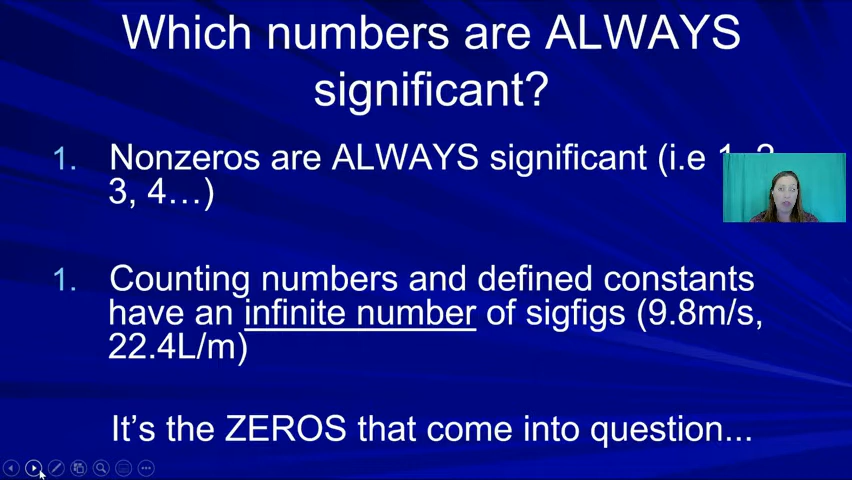 Which numbers are ALWAYS
significant?
1. Nonzeros are ALWAYS significant (i.e 1, 2
3, 4…)
1. Counting numbers and defined constants
have an infinite number of sigfigs (9.8m/s,
22.4L/m)
It’s the ZEROS that come into question...